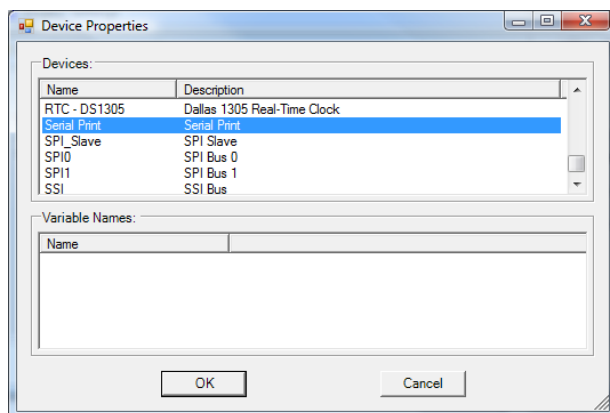 Device Properties
Devices:
Name Description
RTC - DS1305 Dallas 1305 Real-Time Clock
Serial Print Serial Print
SPI_Slave SPI Slave
SPI0 SPI Bus 0
SPI1 SPI Bus 1
SSI SSI Bus
Variable Names:
Name
OK Cancel